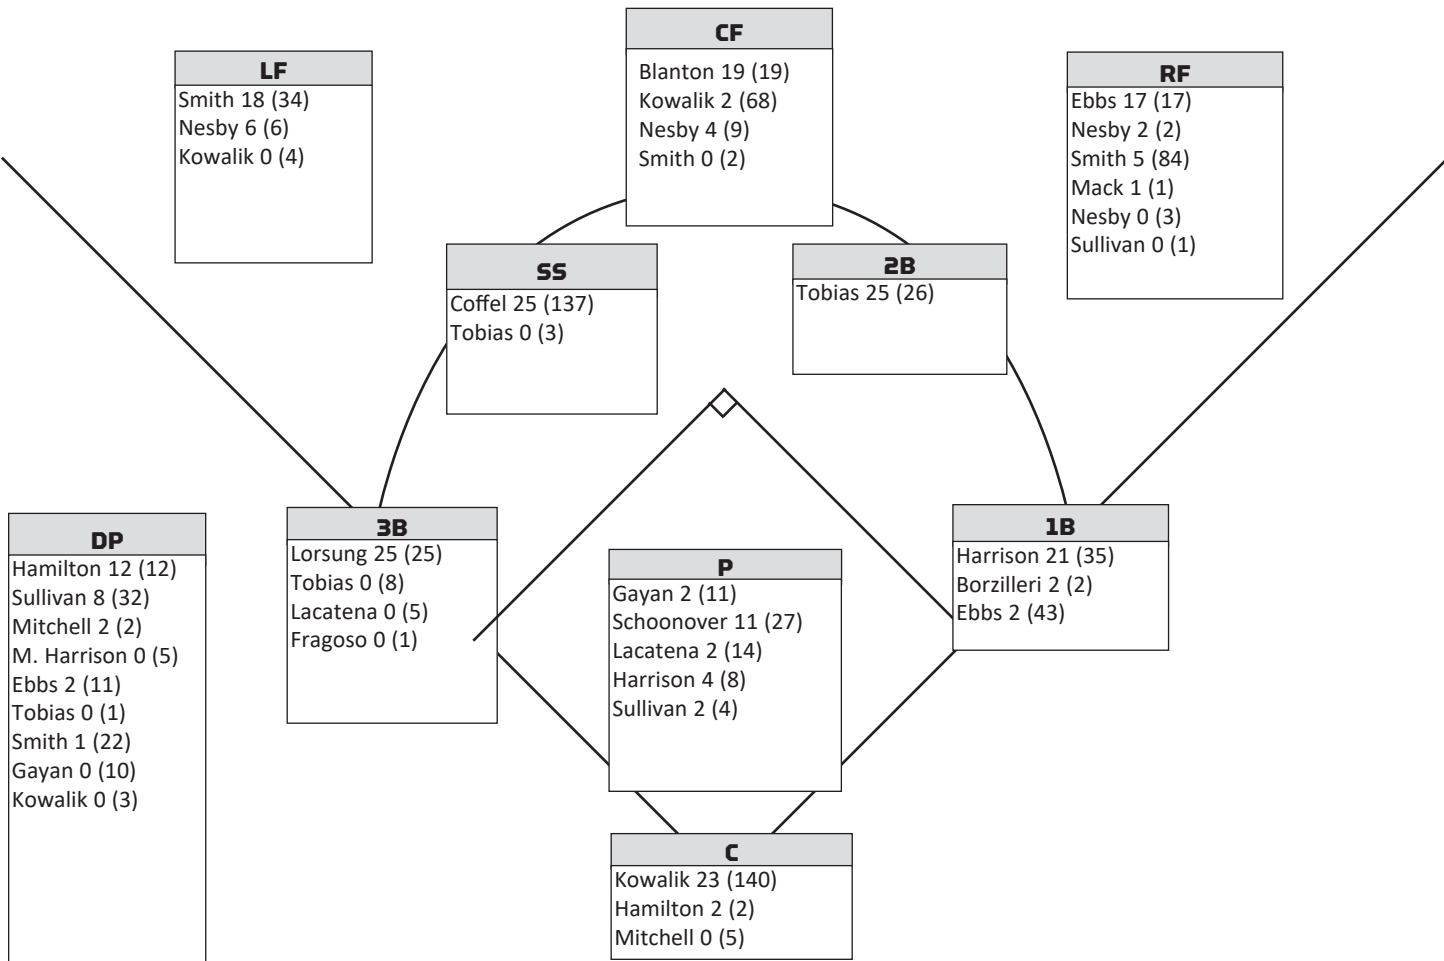 CF
Blanton 19 (19)
Kowalik 2 (68)
Nesby 4 (9)
Smith 0 (2)
LF
Smith 18 (34)
Nesby 6 (6)
Kowalik 0 (4)
RF
Ebbs 17 (17)
Nesby 2 (2)
Smith 5 (84)
Mack 1 (1)
Nesby 0 (3)
Sullivan 0 (1)
SS
Coffel 25 (137)
Tobias 0 (3)
2B
Tobias 25 (26)
DP
Hamilton 12 (12)
Sullivan 8 (32)
Mitchell 2 (2)
M. Harrison 0 (5)
Ebbs 2 (11)
Tobias 0 (1)
Smith 1 (22)
Gayan 0 (10)
Kowalik 0 (3)
3B
Lorsung 25 (25)
Tobias 0 (8)
Lacatena 0 (5)
Fragoso 0 (1)
P
Gayan 2 (11)
Schoonover 11 (27)
Lacatena 2 (14)
Harrison 4 (8)
Sullivan 2 (4)
1B
Harrison 21 (35)
Borzilleri 2 (2)
Ebbs 2 (43)
C
Kowalik 23 (140)
Hamilton 2 (2)
Mitchell 0 (5)